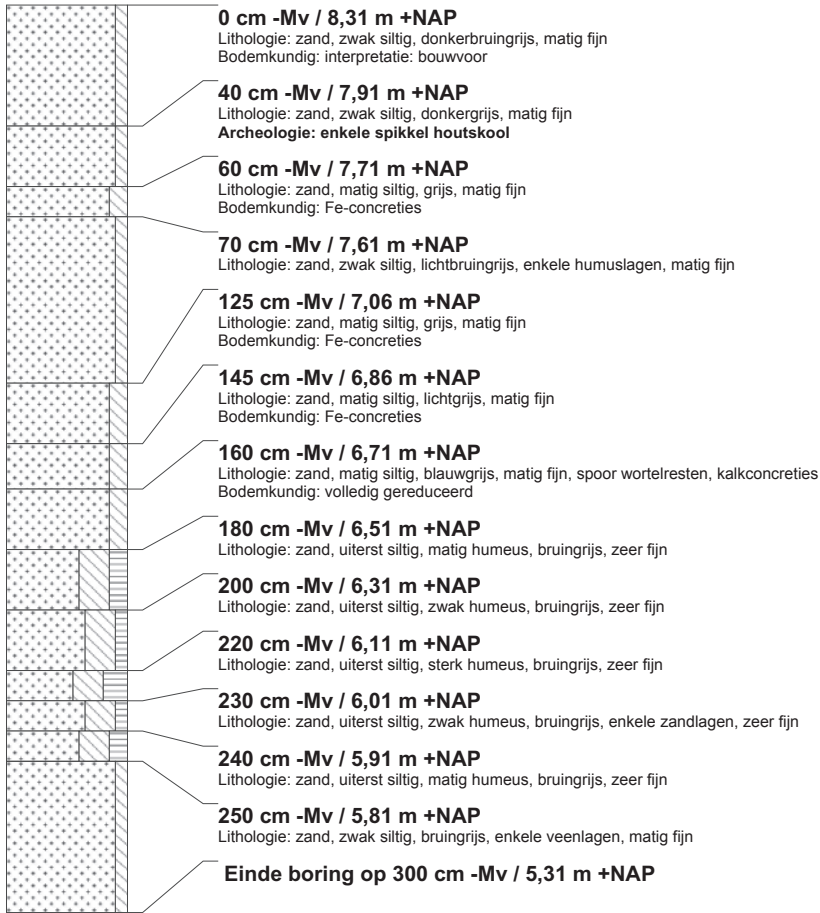 0 cm -Mv / 8,31 m +NAP
Lithologie: zand, zwak siltig, donkerbruingrijs, matig fijn
Bodemkundig: interpretatie: bouwvoor
40 cm -Mv / 7,91 m +NAP
Lithologie: zand, zwak siltig, donkergrijs, matig fijn
Archeologie: enkele spikkel houtskool
60 cm -Mv / 7,71 m +NAP
Lithologie: zand, matig siltig, grijs, matig fijn
Bodemkundig: Fe-concreties
70 cm -Mv / 7,61 m +NAP
Lithologie: zand, zwak siltig, lichtbruingrijs, enkele humuslagen, matig fijn
125 cm -Mv / 7,06 m +NAP
Lithologie: zand, matig siltig, grijs, matig fijn
Bodemkundig: Fe-concreties
145 cm -Mv / 6,86 m +NAP
Lithologie: zand, matig siltig, lichtgrijs, matig fijn
Bodemkundig: Fe-concreties
160 cm -Mv / 6,71 m +NAP
Lithologie: zand, matig siltig, blauwgrijs, matig fijn, spoor wortelresten, kalkconcreties
Bodemkundig: volledig gereduceerd
180 cm -Mv / 6,51 m +NAP
Lithologie: zand, uiterst siltig, matig humeus, bruingrijs, zeer fijn
200 cm -Mv / 6,31 m +NAP
Lithologie: zand, uiterst siltig, zwak humeus, bruingrijs, zeer fijn
220 cm -Mv / 6,11 m +NAP
Lithologie: zand, uiterst siltig, sterk humeus, bruingrijs, zeer fijn
230 cm -Mv / 6,01 m +NAP
Lithologie: zand, uiterst siltig, zwak humeus, bruingrijs, enkele zandlagen, zeer fijn
240 cm -Mv / 5,91 m +NAP
Lithologie: zand, uiterst siltig, matig humeus, bruingrijs, zeer fijn
250 cm -Mv / 5,81 m +NAP
Lithologie: zand, zwak siltig, bruingrijs, enkele veenlagen, matig fijn
Einde boring op 300 cm -Mv / 5,31 m +NAP